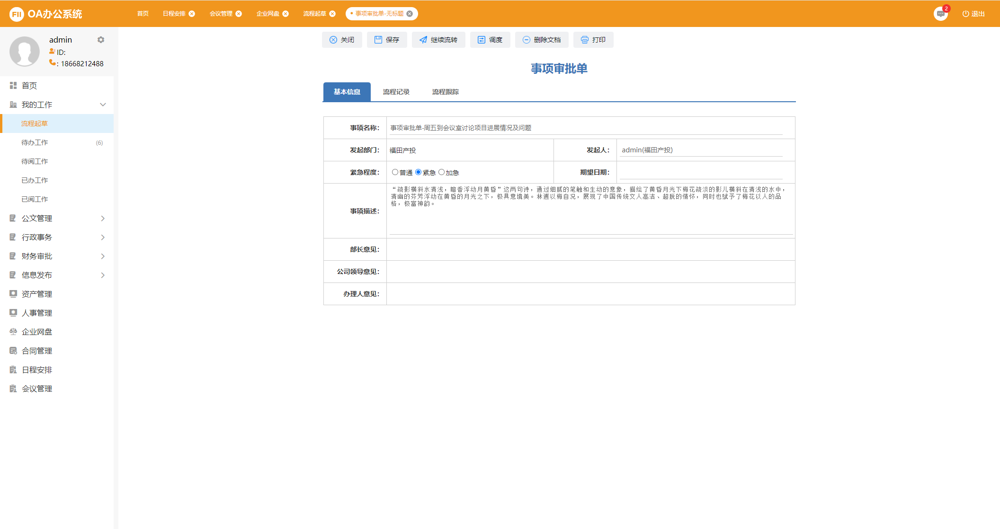 FII OA办公系统
首页 日程安排 会议管理 企业网盘 流程起草 事项审批单-无标题
2
退出
admin
ID:
: 18668212488
首页
我的工作
流程起草
待办工作 (6)
待阅工作
已办工作
已阅工作
公文管理
行政事务
财务审批
信息发布
资产管理
人事管理
企业网盘
合同管理
日程安排
会议管理
关闭 保存 继续流转 调度 删除文档 打印
事项审批单
基本信息 流程记录 流程跟踪
事项名称： 事项审批单-周五到会议室讨论项目进展情况及问题
发起部门： 福田产投 发起人： admin(福田产投)
紧急程度： 普通 紧急 加急 期望日期：
事项描述：
“疏影横斜水清浅，暗香浮动月黄昏”这两句诗，通过细腻的笔触和生动的意象，描绘了黄昏月光下梅花疏淡的影儿横斜在清浅的水中，
清幽的芬芳浮动在黄昏的月光之下，极具意境美。林逋以梅自况，展现了中国传统文人高洁、超脱的情怀，同时也赋予了梅花以人的品
格，极富神韵。
部长意见：
公司领导意见：
办理人意见：